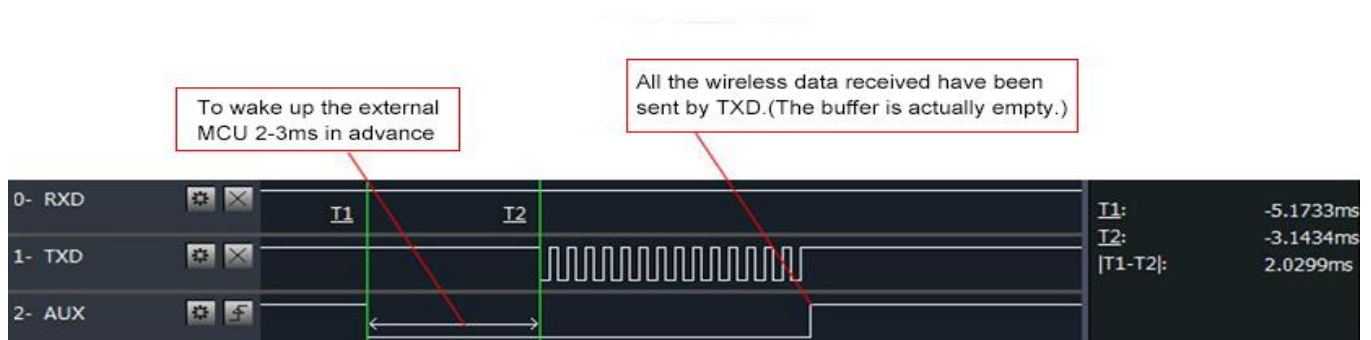 To wake up the external
MCU 2-3ms in advance
All the wireless data received have been
sent by TXD.(The buffer is actually empty.)
0- RXD
T1
T2
1- TXD
2- AUX
T1: -5.1733ms
T2: -3.1434ms
|T1-T2|: 2.0299ms